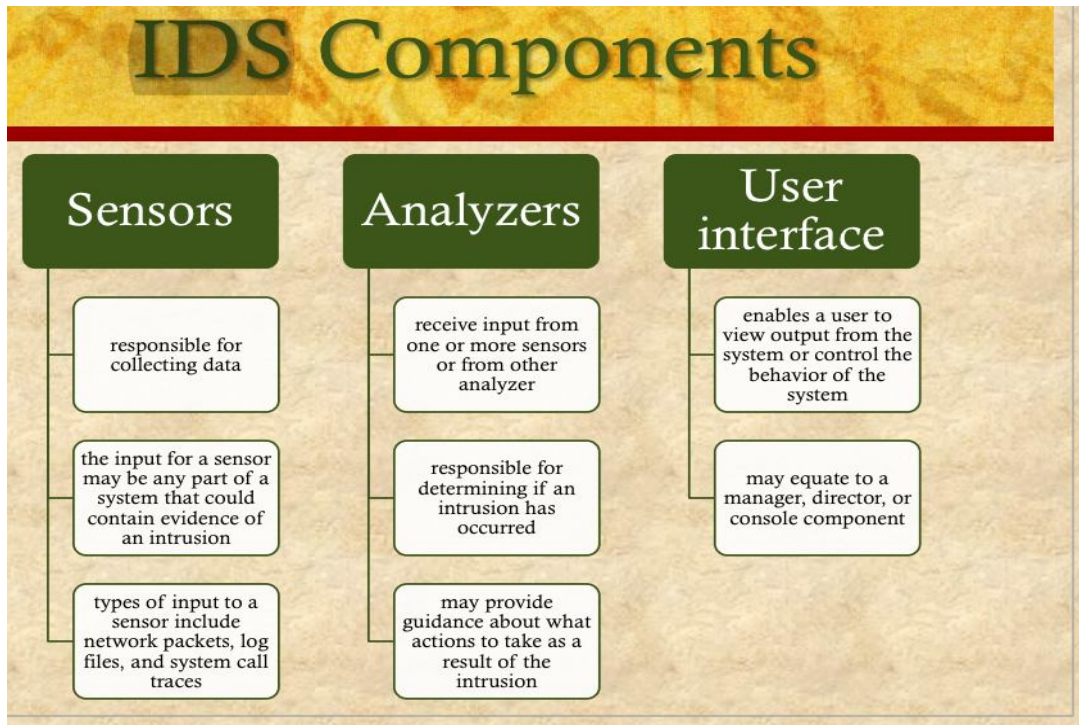 IDS Components
Sensors
responsible for
collecting data
the input for a sensor
may be any part of a
system that could
contain evidence of
an intrusion
types of input to a
sensor include
network packets, log
files, and system call
traces
Analyzers
receive input from
one or more sensors
or from other
analyzer
responsible for
determining if an
intrusion has
occurred
may provide
guidance about what
actions to take as a
result of the
intrusion
User
interface
enables a user to
view output from the
system or control the
behavior of the
system
may equate to a
manager, director, or
console component